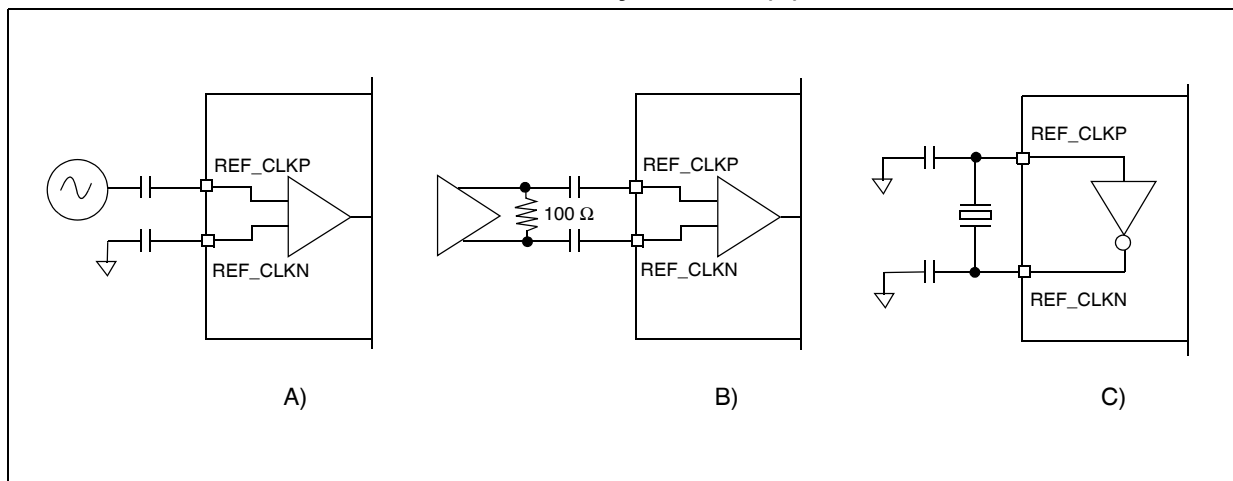 REF_CLKP
REF_CLKN
A)
REF_CLKP
100 Ω
REF_CLKN
B)
REF_CLKP
REF_CLKN
C)